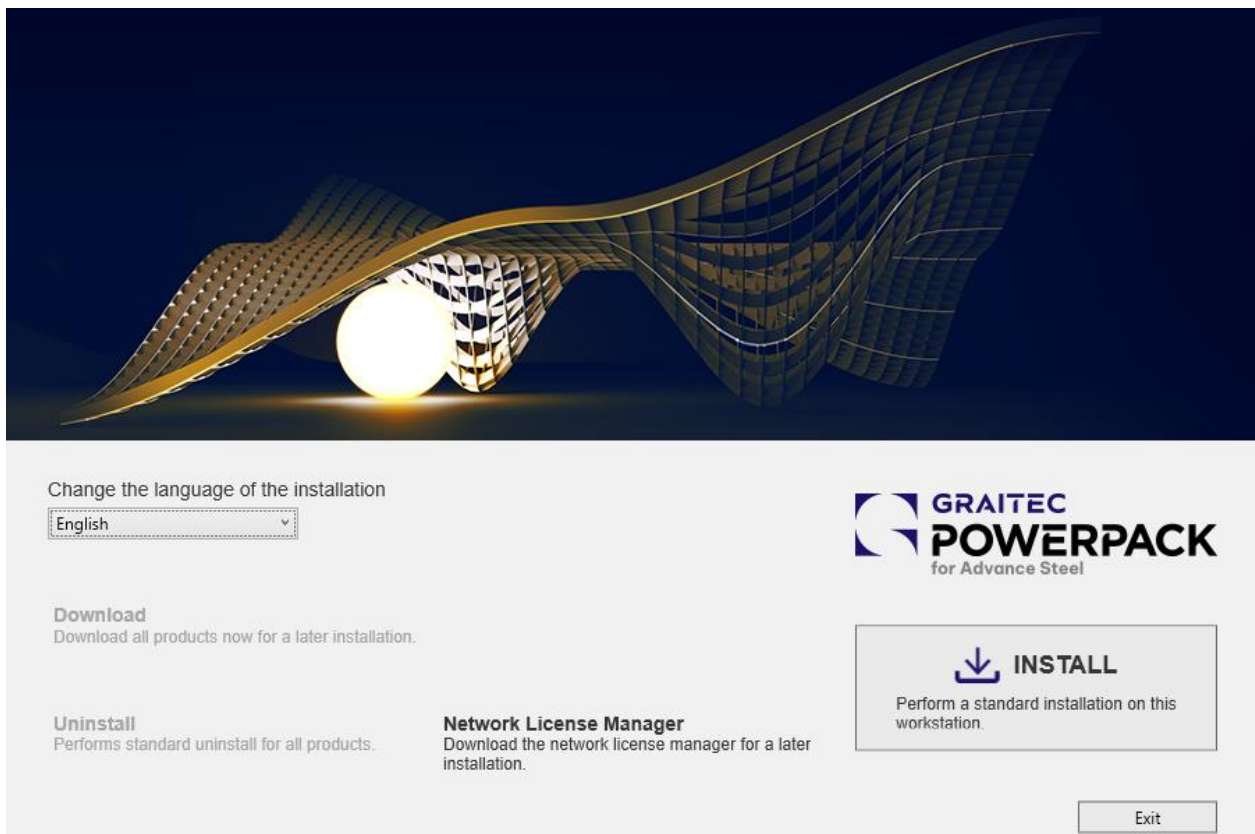 Change the language of the installation
English
GRAITEC
POWERPACK
for Advance Steel
Download
Download all products now for a later installation.
INSTALL
Perform a standard installation on this
workstation.
Uninstall
Performs standard uninstall for all products.
Network License Manager
Download the network license manager for a later
installation.
Exit